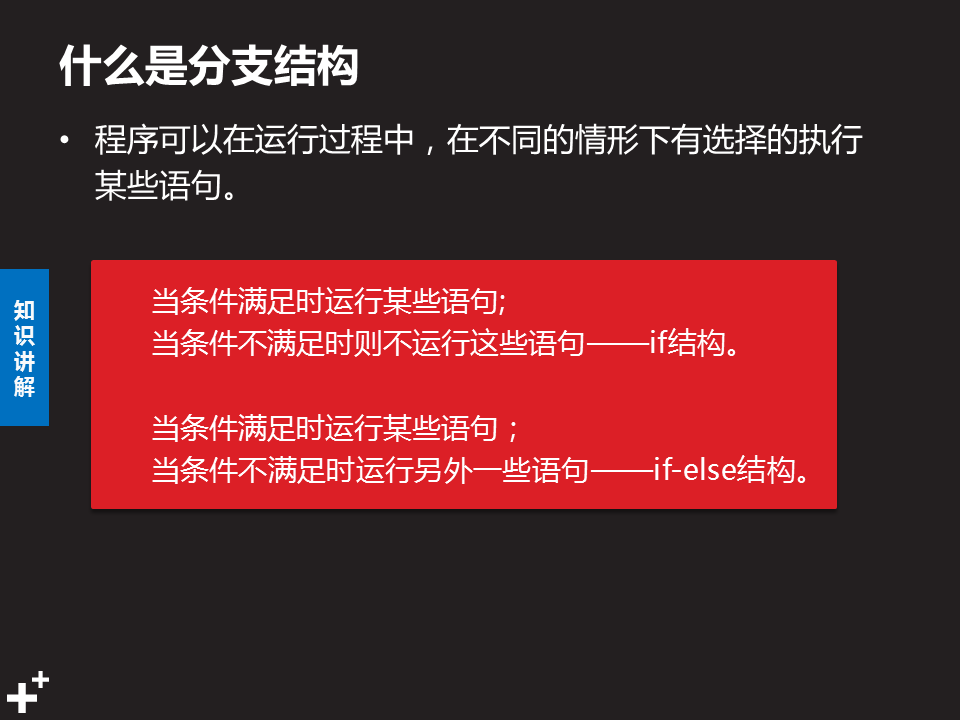 什么是分支结构
• 程序可以在运行过程中，在不同的情形下有选择的执行
某些语句。
知识讲解
当条件满足时运行某些语句;
当条件不满足时则不运行这些语句——if结构。
当条件满足时运行某些语句；
当条件不满足时运行另外一些语句——if-else结构。